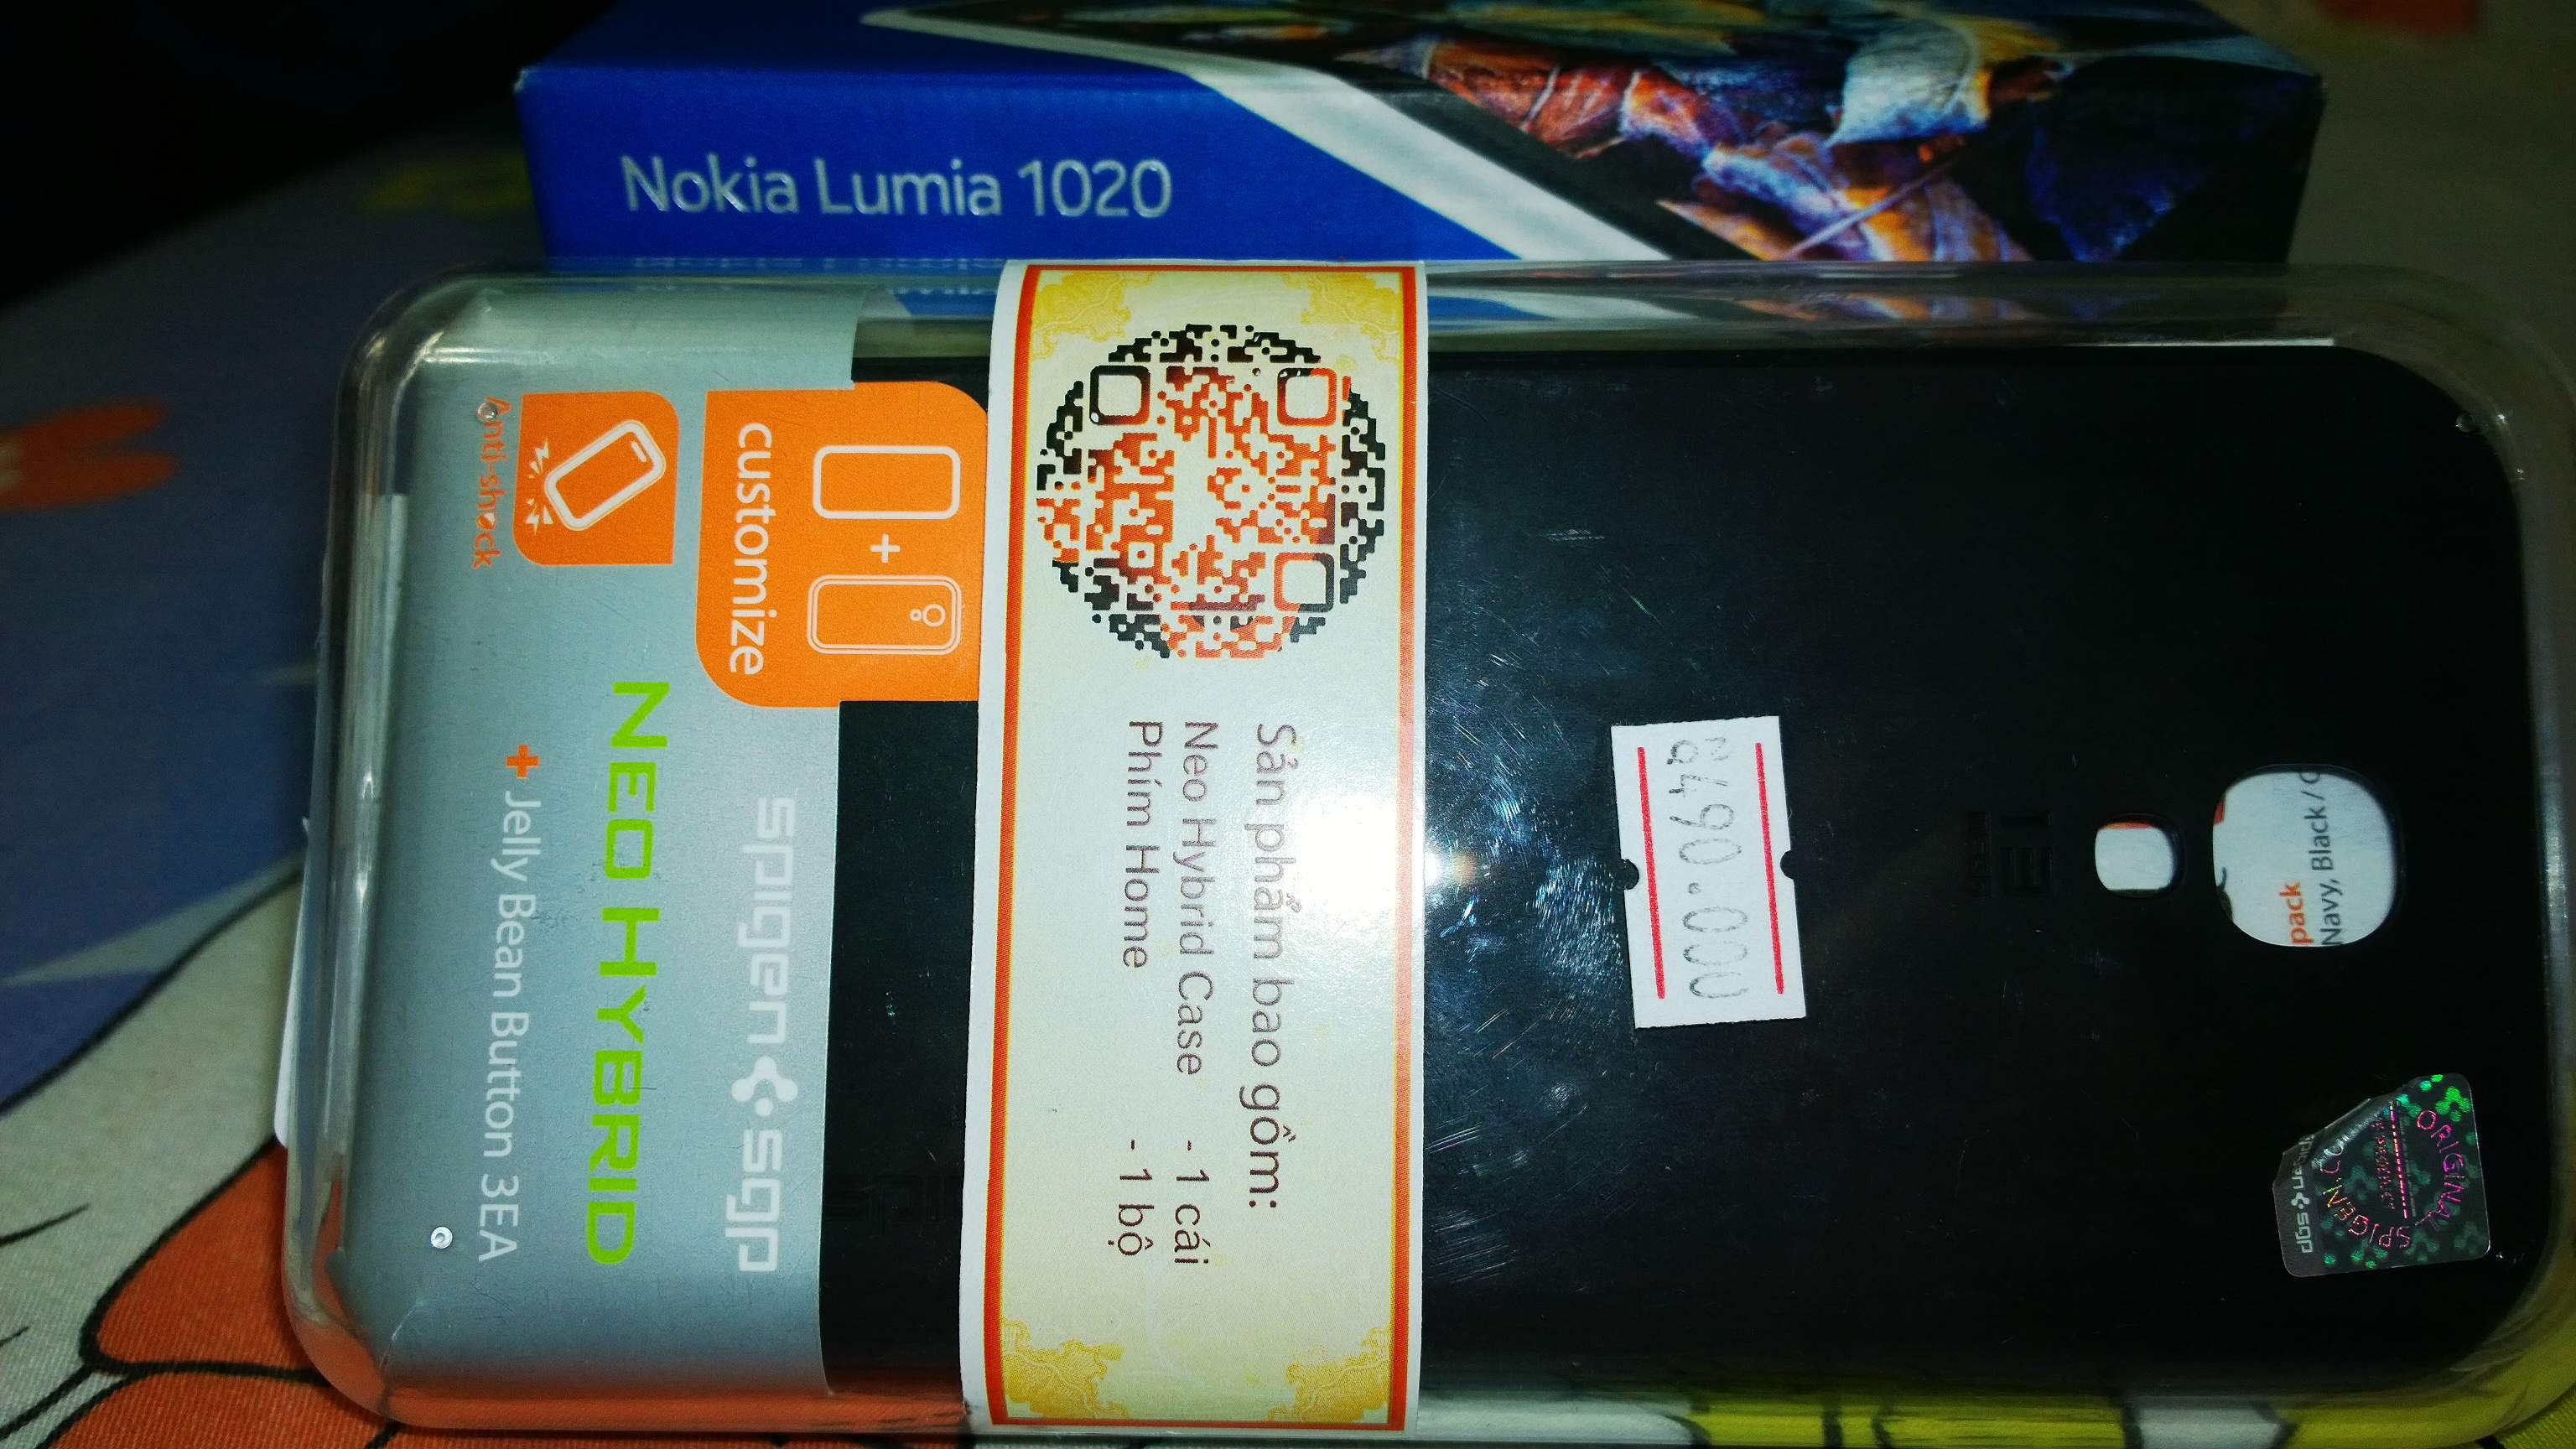 Nokia Lumia 1020
Anti-shock
customize
spigen sgp
NEO HYBRID
+ Jelly Bean Button 3EA
Sản phẩm bao gồm:
Neo Hybrid Case - 1 cái
Phím Home - 1 bộ
490.000
pack
Navy, Black /
ORIGINAL SPIGEN
sgp